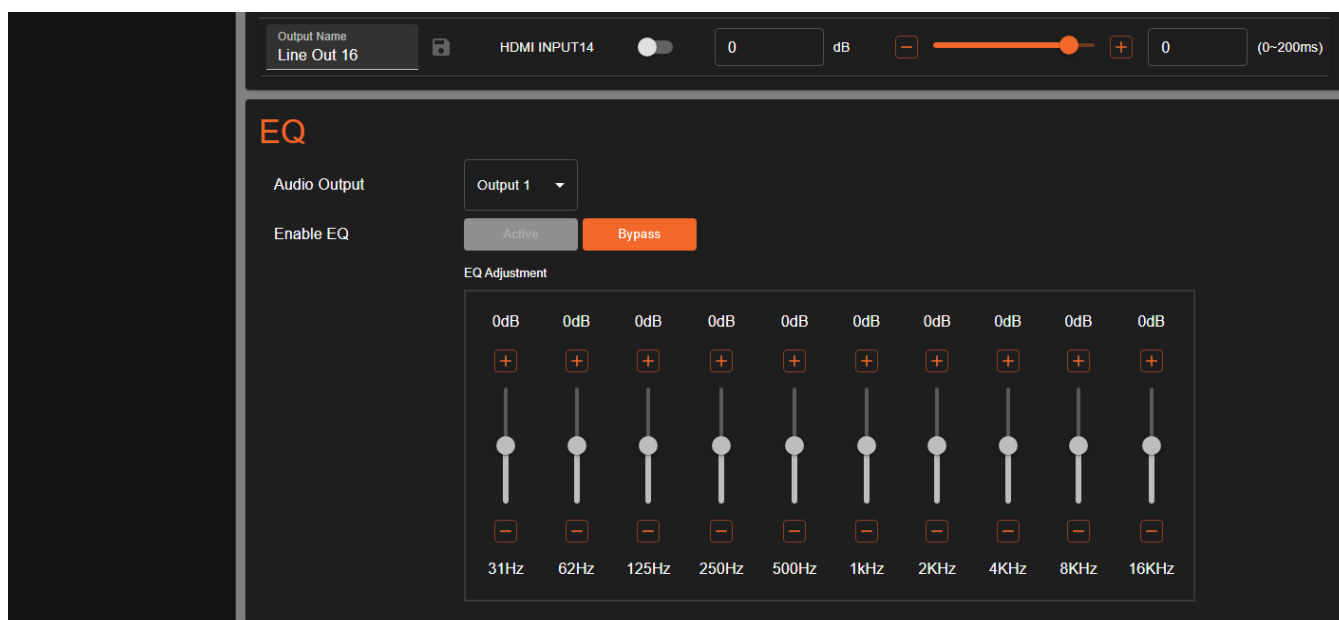 Output Name
Line Out 16
HDMI INPUT14
0
dB
0
(0~200ms)
EQ
Audio Output
Output 1
Enable EQ
Active
Bypass
EQ Adjustment
0dB 0dB 0dB 0dB 0dB 0dB 0dB 0dB 0dB 0dB
31Hz 62Hz 125Hz 250Hz 500Hz 1kHz 2KHz 4KHz 8KHz 16KHz